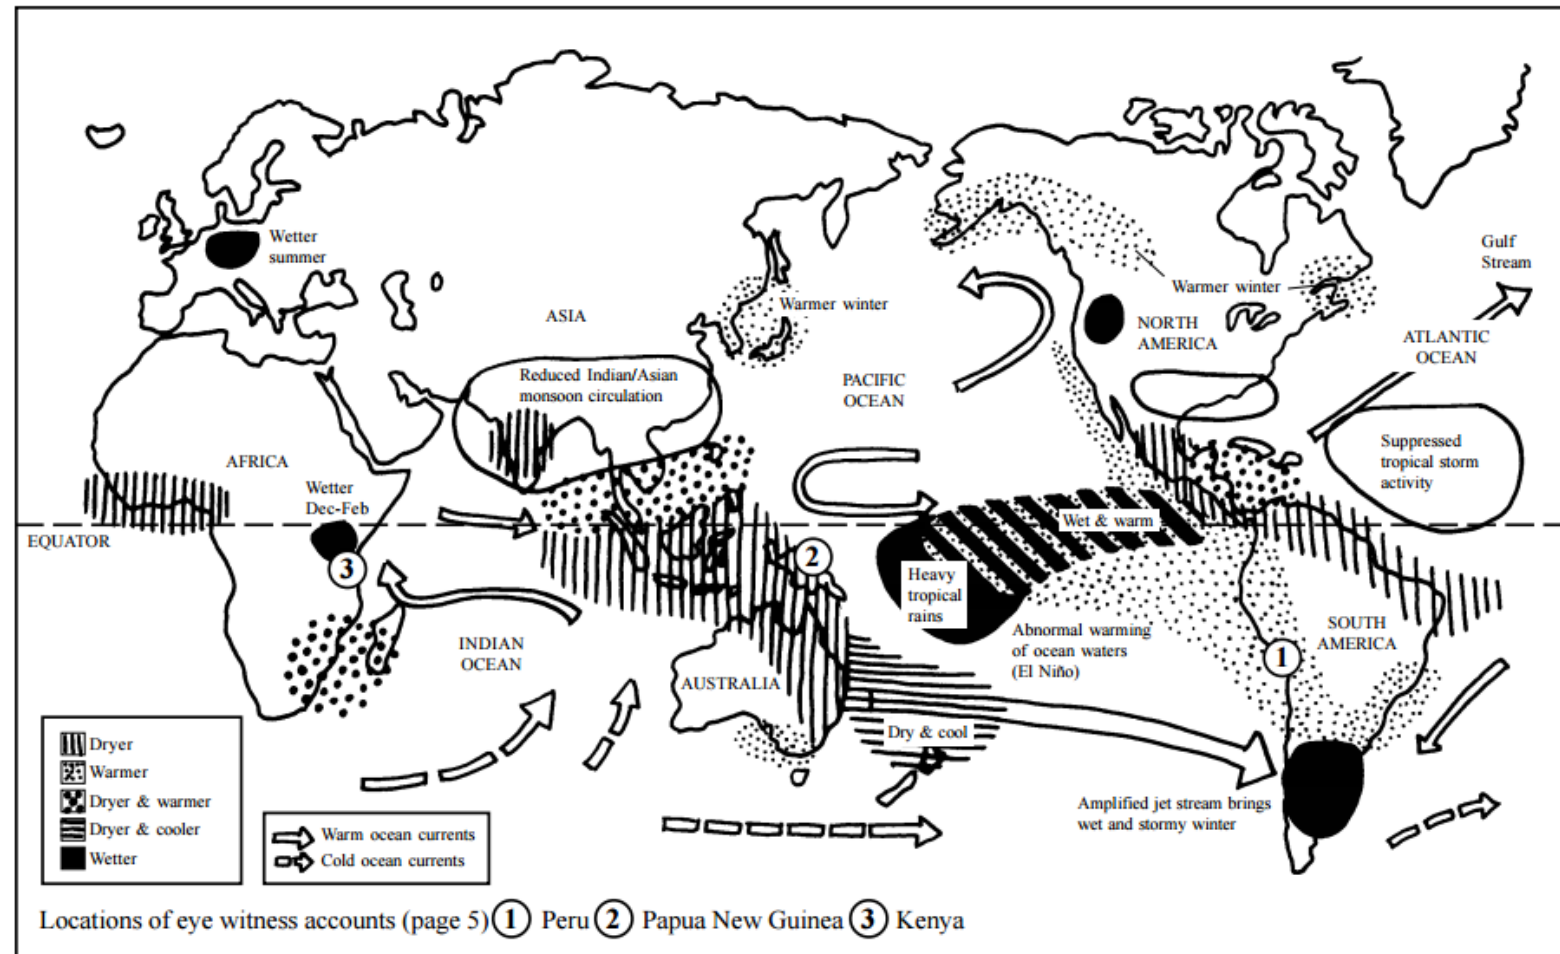 Wetter
summer
ASIA
Warmer winter
Reduced Indian/Asian
monsoon circulation
PACIFIC
OCEAN
Warmer winter
NORTH
AMERICA
Gulf
Stream
ATLANTIC
OCEAN
Suppressed
tropical storm
activity
AFRICA
Wetter
Dec-Feb
EQUATOR
3
2
Wet & warm
Heavy
tropical
rains
Abnormal warming
of ocean waters
(El Niño)
INDIAN
OCEAN
AUSTRALIA
Dry & cool
1
SOUTH
AMERICA
Amplified jet stream brings
wet and stormy winter
Dryer
Warmer
Dryer & warmer
Dryer & cooler
Wetter
Warm ocean currents
Cold ocean currents
Locations of eye witness accounts (page 5) 1 Peru 2 Papua New Guinea 3 Kenya